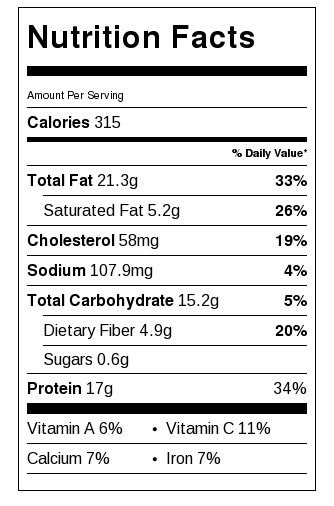 Nutrition Facts
Amount Per Serving
Calories 315
% Daily Value*
Total Fat 21.3g 33%
Saturated Fat 5.2g 26%
Cholesterol 58mg 19%
Sodium 107.9mg 4%
Total Carbohydrate 15.2g 5%
Dietary Fiber 4.9g 20%
Sugars 0.6g
Protein 17g 34%
Vitamin A 6% • Vitamin C 11%
Calcium 7% • Iron 7%